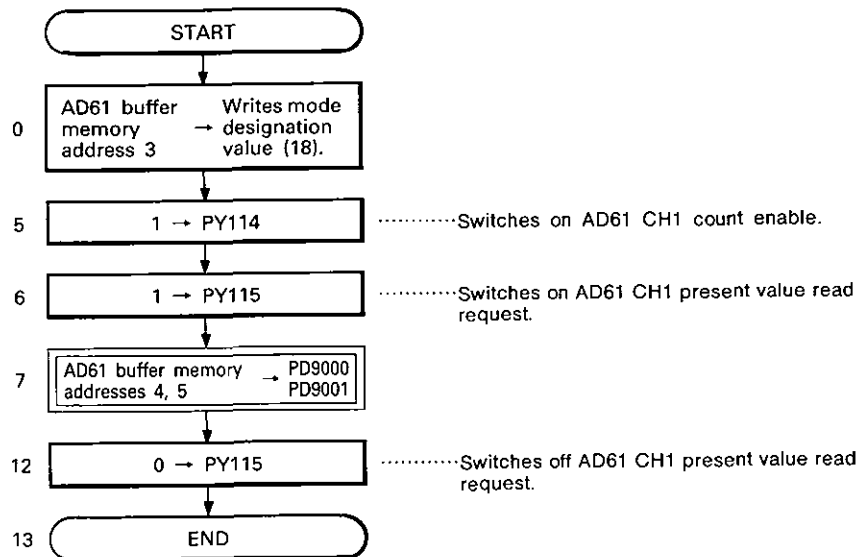 START
0
AD61 buffer memory address 3 → Writes mode designation value (18).
5
1 → PY114
·········Switches on AD61 CH1 count enable.
6
1 → PY115
·········Switches on AD61 CH1 present value read
request.
7
AD61 buffer memory → PD9000
addresses 4, 5 PD9001
12
0 → PY115
·········Switches off AD61 CH1 present value read
request.
13
END